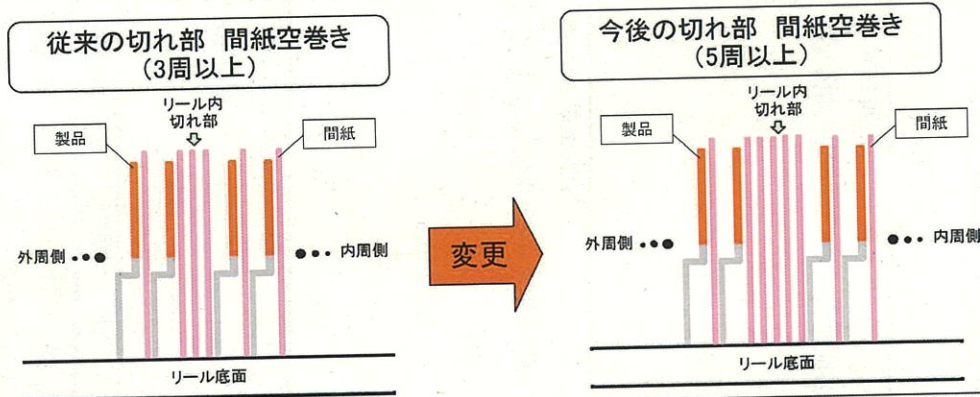 従来の切れ部 間紙空巻き
(3周以上)
リール内
切れ部
製品
間紙
外周側
内周側
リール底面
変更
今後の切れ部 間紙空巻き
(5周以上)
リール内
切れ部
製品
間紙
外周側
内周側
リール底面